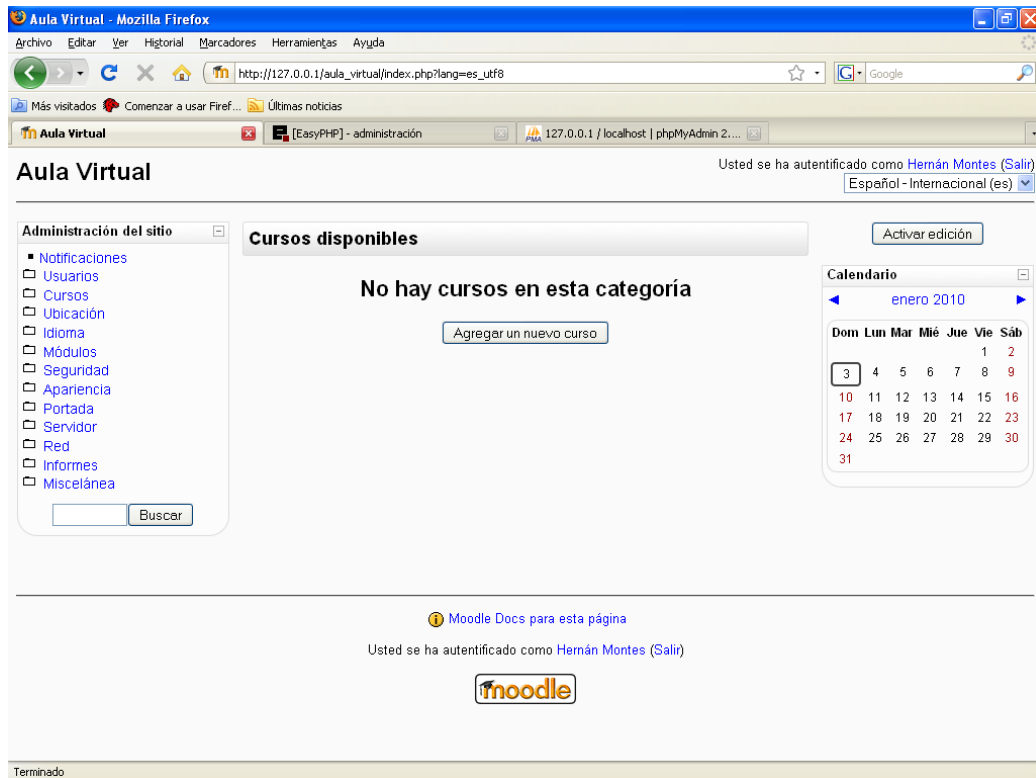 Aula Virtual - Mozilla Firefox
Archivo Editar Ver Historial Marcadores Herramientas Ayuda
http://127.0.0.1/aula_virtual/index.php?lang=es_utf8
G Google
Más visitados Comenzar a usar Firef... Últimas noticias
Aula Virtual [EasyPHP] - administración 127.0.0.1 / localhost | phpMyAdmin 2....
Aula Virtual
Usted se ha autentificado como Hernán Montes (Salir)
Español - Internacional (es)
Administración del sitio
Notificaciones
Usuarios
Cursos
Ubicación
Idioma
Módulos
Seguridad
Apariencia
Portada
Servidor
Red
Informes
Miscelánea
Buscar
Cursos disponibles
No hay cursos en esta categoría
Agregar un nuevo curso
Activar edición
Calendario
enero 2010
Dom Lun Mar Mié Jue Vie Sáb
1 2
3 4 5 6 7 8 9
10 11 12 13 14 15 16
17 18 19 20 21 22 23
24 25 26 27 28 29 30
31
Moodle Docs para esta página
Usted se ha autentificado como Hernán Montes (Salir)
moodle
Terminado